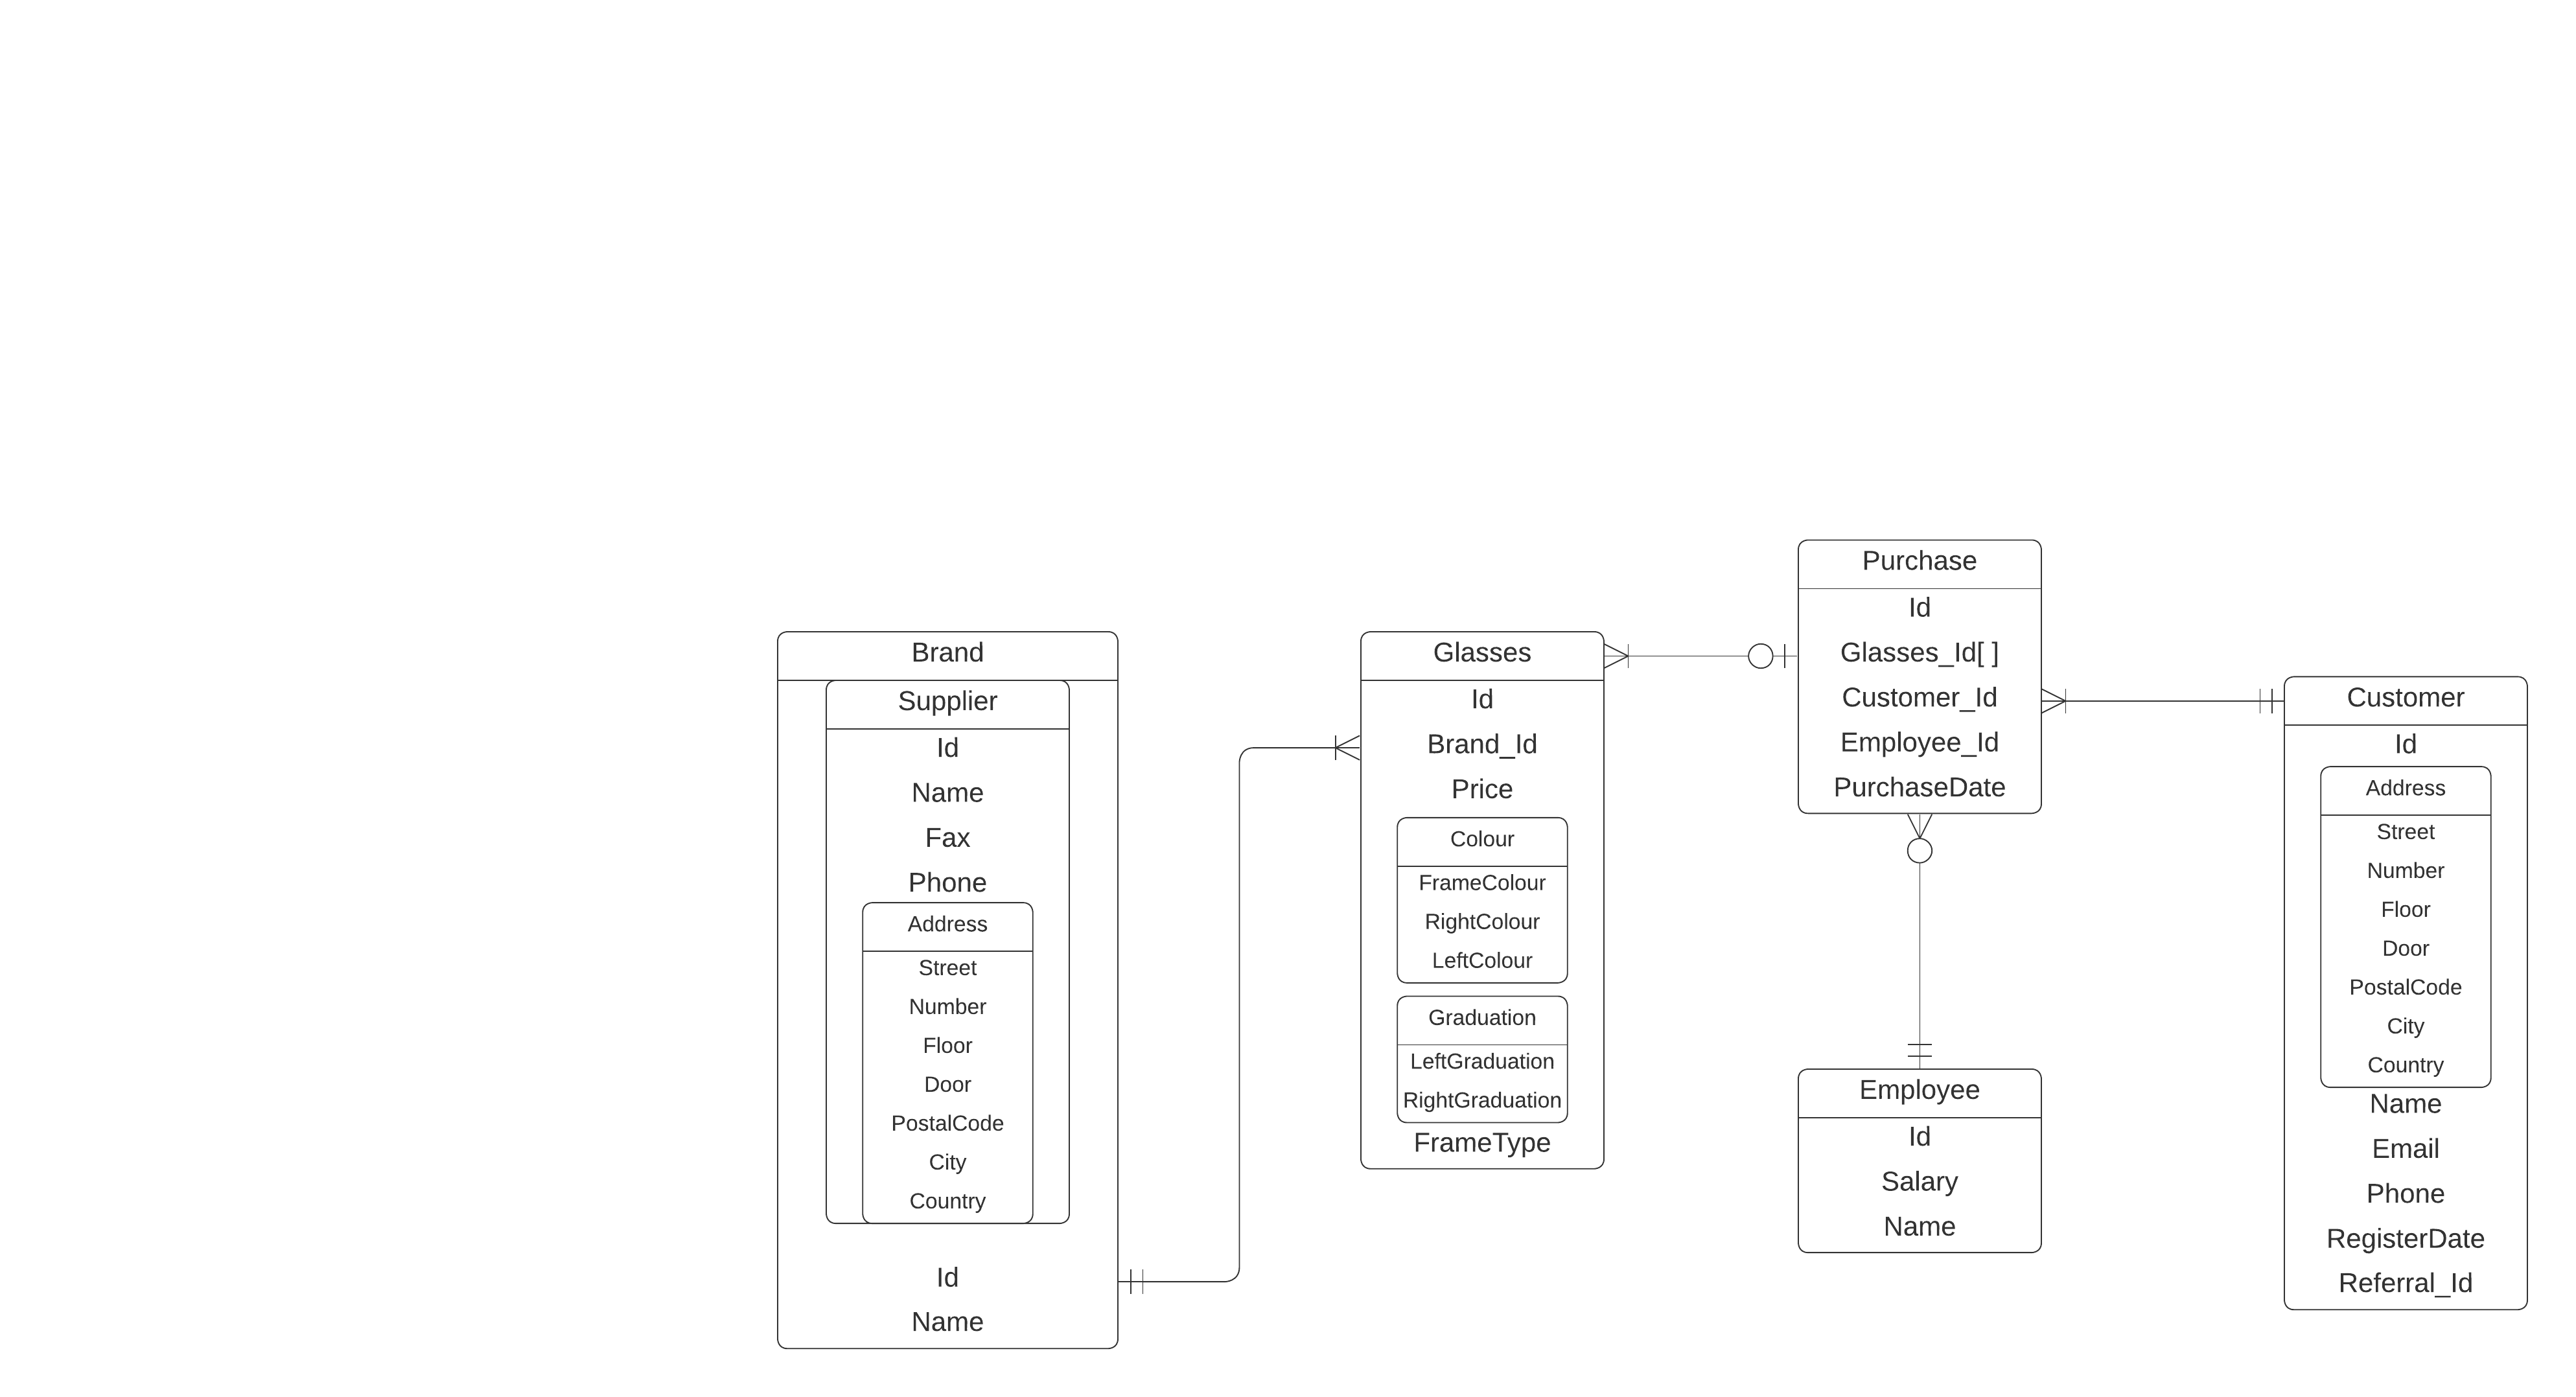 Brand
Supplier
Id
Name
Fax
Phone
Address
Street
Number
Floor
Door
PostalCode
City
Country
Id
Name
Glasses
Id
Brand_Id
Price
Colour
FrameColour
RightColour
LeftColour
Graduation
LeftGraduation
RightGraduation
FrameType
Purchase
Id
Glasses_Id[ ]
Customer_Id
Employee_Id
PurchaseDate
Employee
Id
Salary
Name
Customer
Id
Address
Street
Number
Floor
Door
PostalCode
City
Country
Name
Email
Phone
RegisterDate
Referral_Id